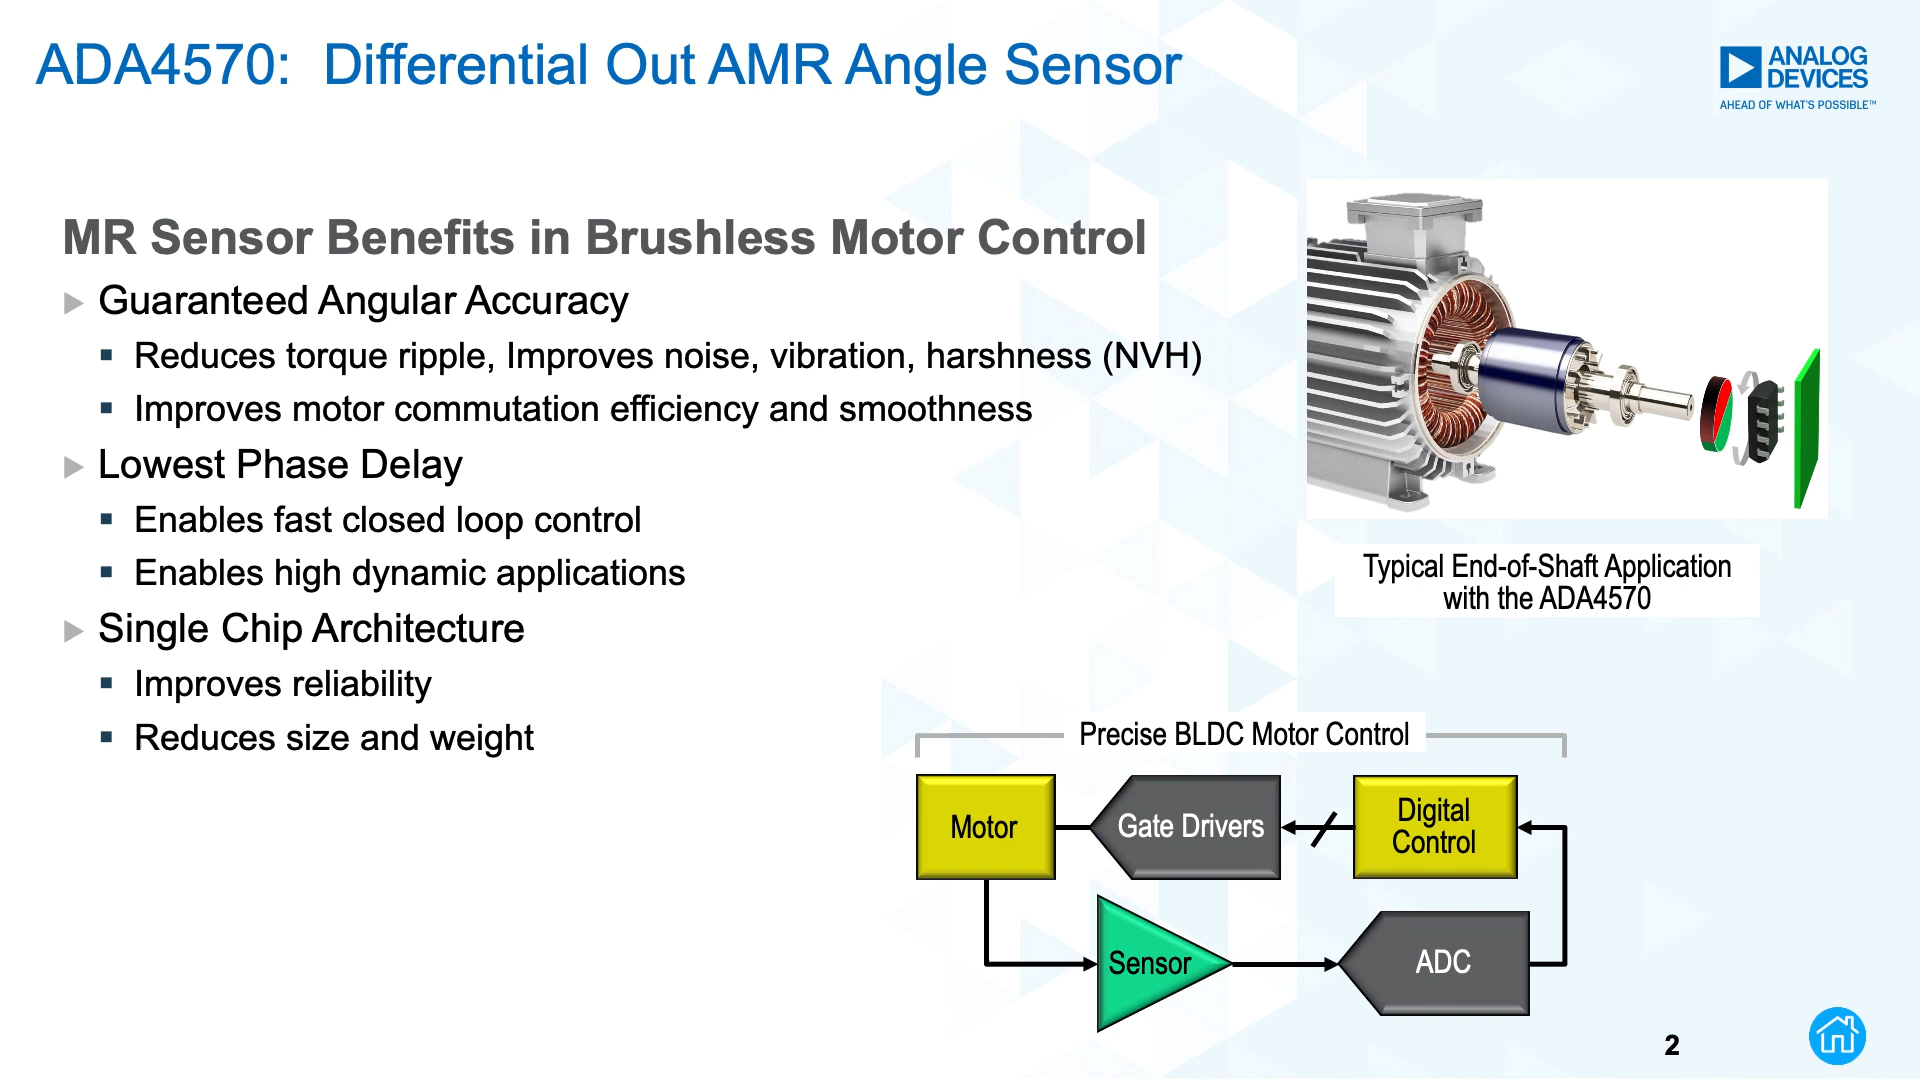 ADA4570: Differential Out AMR Angle Sensor
ANALOG
DEVICES
AHEAD OF WHAT'S POSSIBLE™
MR Sensor Benefits in Brushless Motor Control
Guaranteed Angular Accuracy
Reduces torque ripple, Improves noise, vibration, harshness (NVH)
Improves motor commutation efficiency and smoothness
Lowest Phase Delay
Enables fast closed loop control
Enables high dynamic applications
Single Chip Architecture
Improves reliability
Reduces size and weight
Typical End-of-Shaft Application
with the ADA4570
Precise BLDC Motor Control
Motor
Gate Drivers
Digital
Control
Sensor
ADC
2